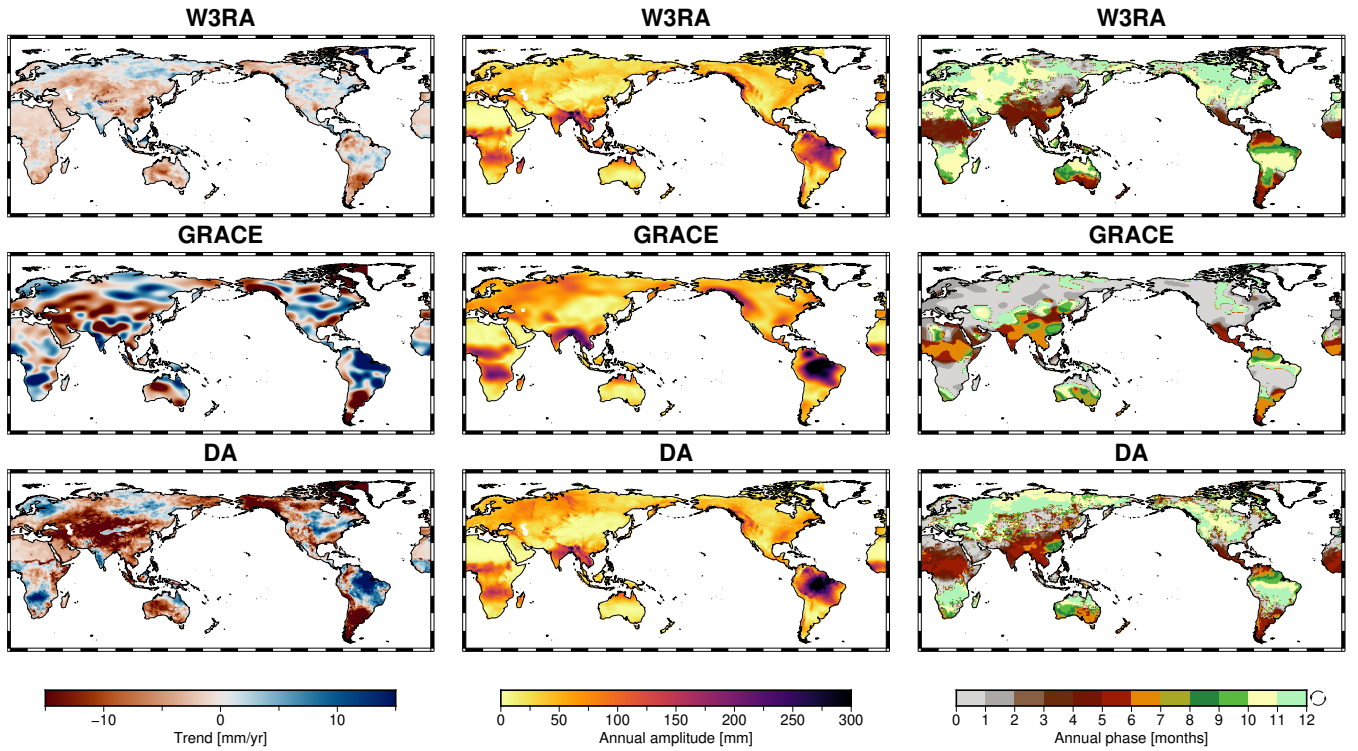 W3RA W3RA W3RA
GRACE GRACE GRACE
DA DA DA
−10 0 10
Trend [mm/yr]
0 50 100 150 200 250 300
Annual amplitude [mm]
0 1 2 3 4 5 6 7 8 9 10 11 12
Annual phase [months]